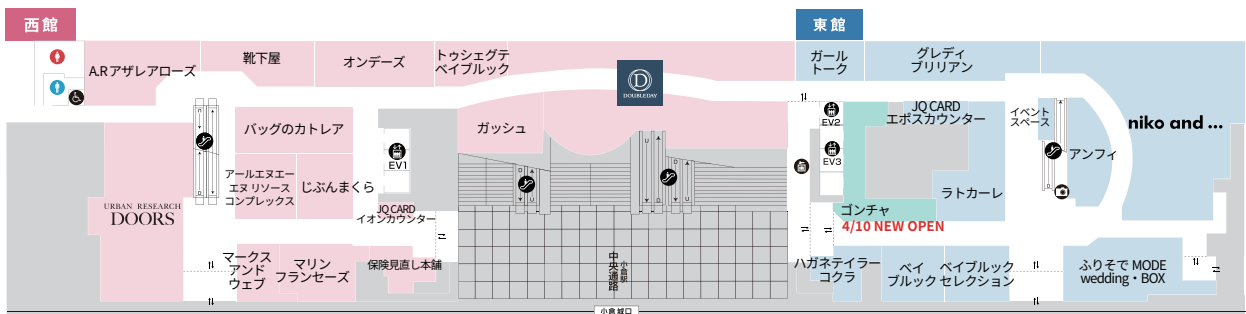 西館
東館
A.R アザレアローズ
靴下屋
オンデーズ
トゥシェグテ
ベイブルック
D
DOUBLEDAY
ガール
トーク
グレディ
ブリリアン
バッグのカトレア
EV1
ガッシュ
EV2
EV3
JQ CARD
エポスカウンター
イベント
スペース
アンフィ
niko and ...
アールエヌエー
エヌ リソース
コンプレックス
じぶんまくら
JQ CARD
イオンカウンター
URBAN RESEARCH
DOORS
ラトカーレ
ゴンチャ
4/10 NEW OPEN
マークス
アンド
ウェブ
マリン
フランセーズ
保険見直し本舗
小倉駅
中央通路
ハガネテイラー
コクラ
ベイ
ブルック
ベイブルック
セレクション
ふりそで MODE
wedding・BOX
小倉城口